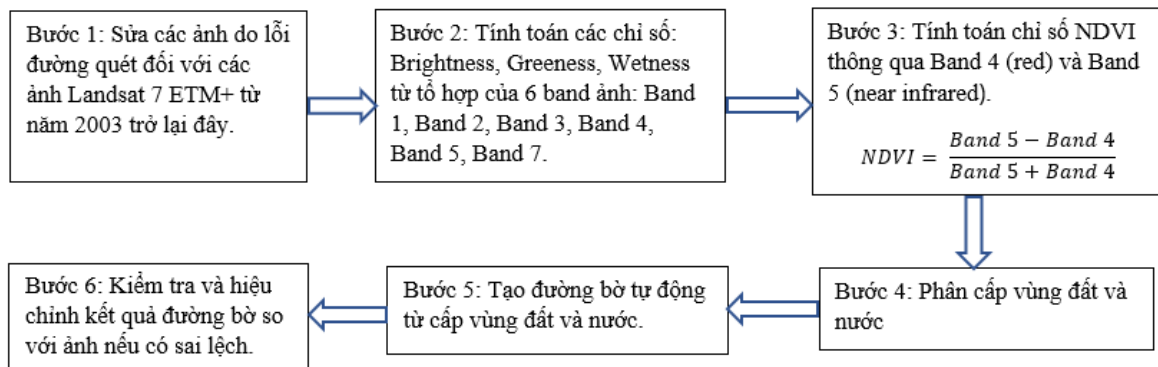 Bước 1: Sửa các ảnh do lỗi
đường quét đối với các
ảnh Landsat 7 ETM+ từ
năm 2003 trở lại đây.
Bước 2: Tính toán các chỉ số:
Brightness, Greeness, Wetness
từ tổ hợp của 6 band ảnh: Band
1, Band 2, Band 3, Band 4,
Band 5, Band 7.
Bước 3: Tính toán chỉ số NDVI
thông qua Band 4 (red) và Band
5 (near infrared).
NDVI = (Band 5 − Band 4) / (Band 5 + Band 4)
Bước 4: Phân cấp vùng đất và
nước
Bước 5: Tạo đường bờ tự động
từ cấp vùng đất và nước.
Bước 6: Kiểm tra và hiệu
chỉnh kết quả đường bờ so
với ảnh nếu có sai lệch.